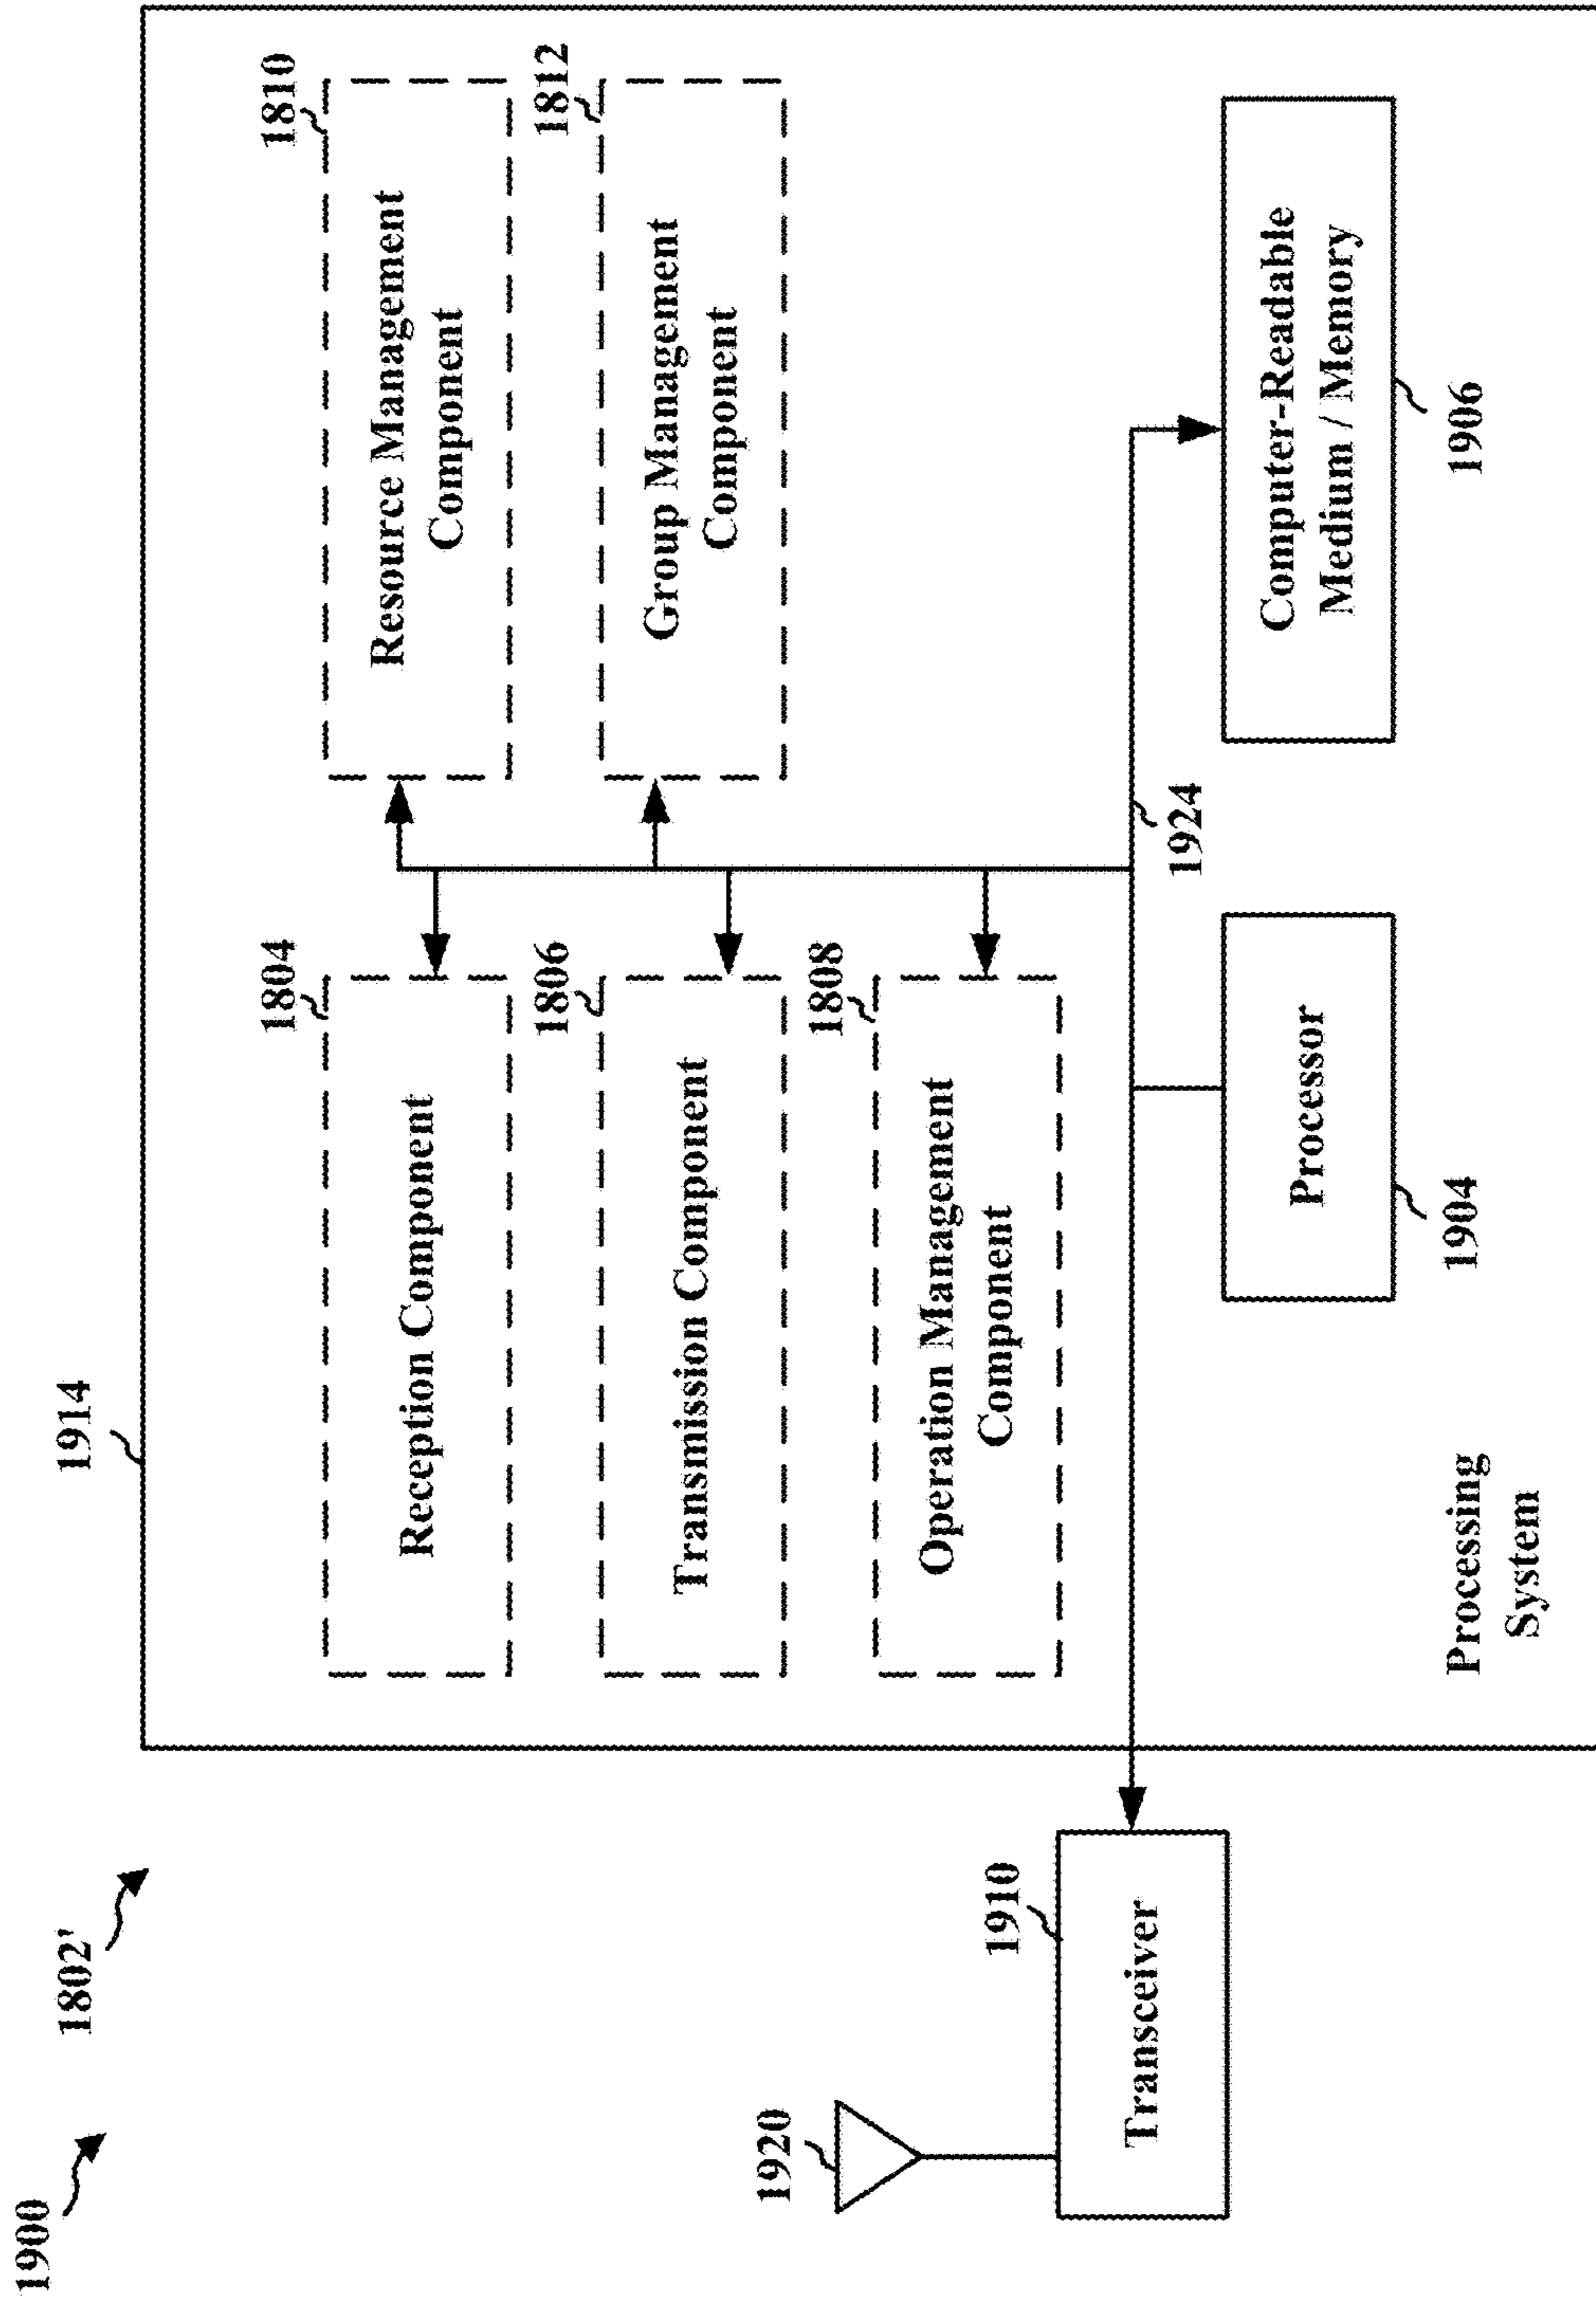 1900
1802'
1914
1804
Reception Component
1806
Transmission Component
1808
Operation Management
Component
1810
Resource Management
Component
1812
Group Management
Component
1920
1910
Transceiver
1924
Processor
1904
Computer-Readable
Medium / Memory
1906
Processing
System